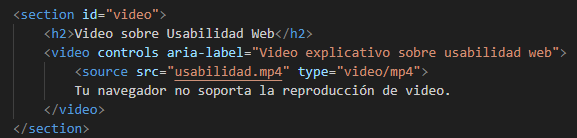 <section id="video">
<h2>Video sobre Usabilidad Web</h2>
<video controls aria-label="Video explicativo sobre usabilidad web">
<source src="usabilidad.mp4" type="video/mp4">
Tu navegador no soporta la reproducción de video.
</video>
</section>